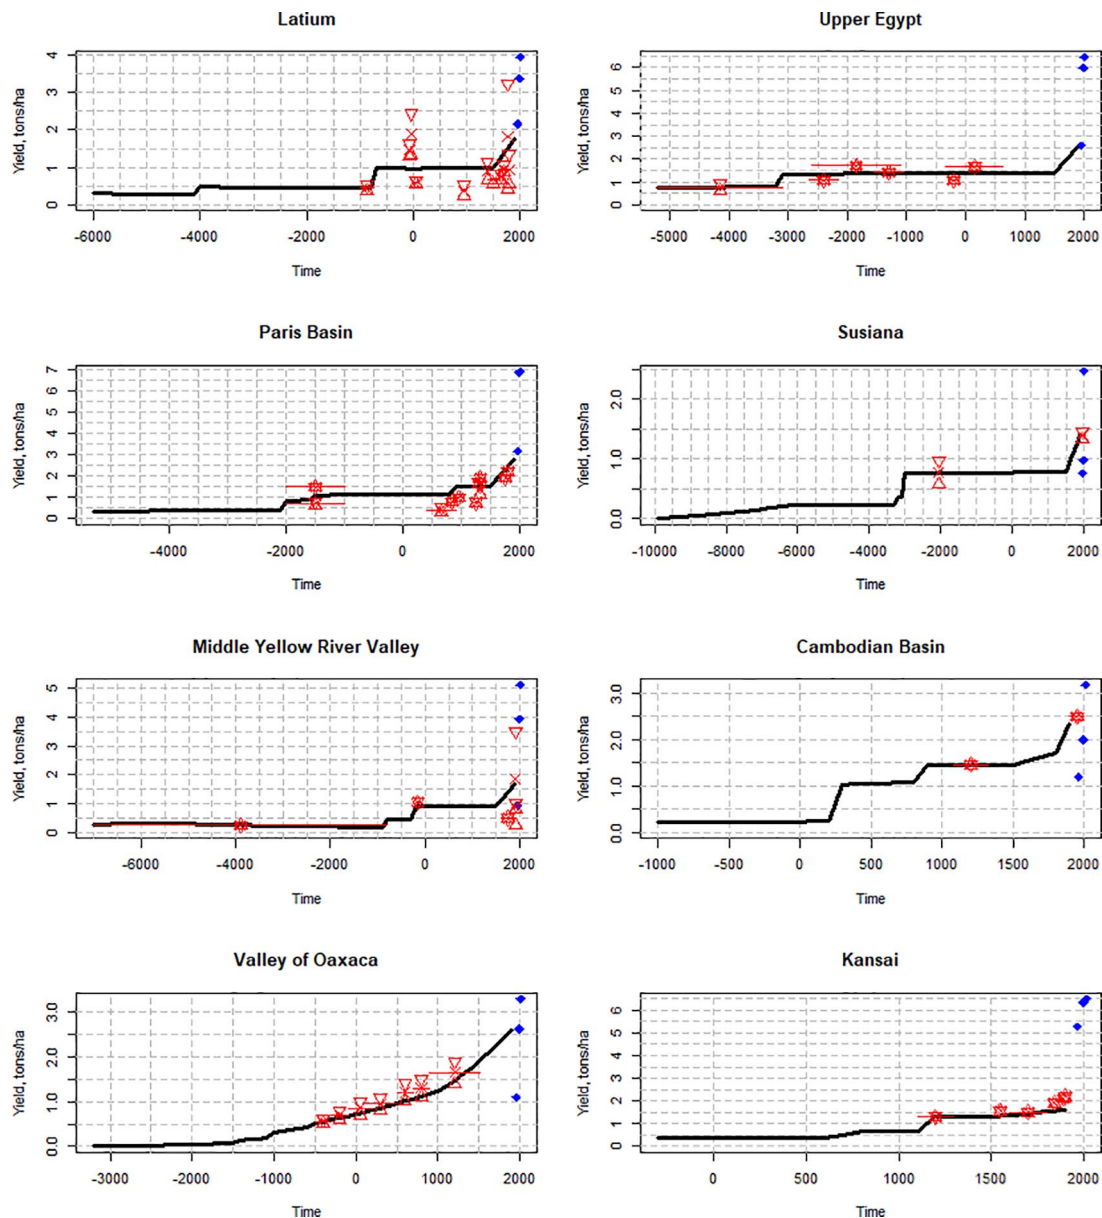 Latium
Yield, tons/ha
4
3
2
1
0
-6000 -4000 -2000 0 2000
Time
Upper Egypt
Yield, tons/ha
6
5
4
3
2
1
0
-5000 -4000 -3000 -2000 -1000 0 1000 2000
Time
Paris Basin
Yield, tons/ha
7
6
5
4
3
2
1
0
-4000 -2000 0 2000
Time
Susiana
Yield, tons/ha
2.0
1.0
0.0
-10000 -8000 -6000 -4000 -2000 0 2000
Time
Middle Yellow River Valley
Yield, tons/ha
5
4
3
2
1
0
-6000 -4000 -2000 0 2000
Time
Cambodian Basin
Yield, tons/ha
3.0
2.0
1.0
0.0
-1000 -500 0 500 1000 1500 2000
Time
Valley of Oaxaca
Yield, tons/ha
3.0
2.0
1.0
0.0
-3000 -2000 -1000 0 1000 2000
Time
Kansai
Yield, tons/ha
6
5
4
3
2
1
0
0 500 1000 1500 2000
Time